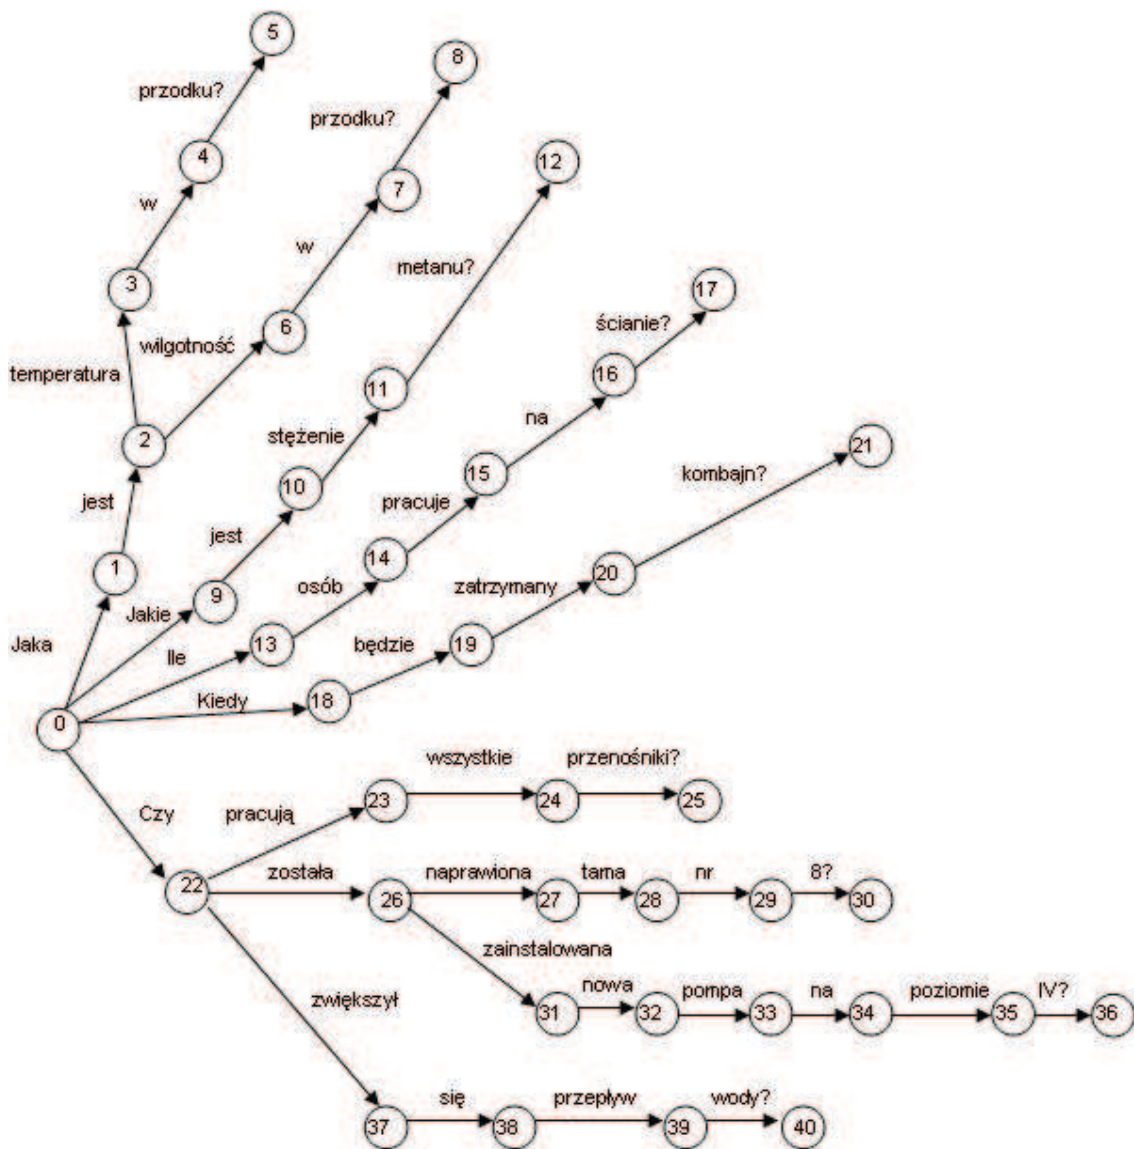 5
8
przodku?
przodku?
4
12
7
w
w
metanu?
3
17
6
wilgotność
ścianie?
temperatura
11
16
na
2
stężenie
15
21
10
kombajn?
jest
pracuje
jest
14
1
osób
zatrzymany
20
9
Jakie
Jaka
Ile
13
będzie
19
Kiedy
18
0
wszystkie
przenośniki?
Czy
pracują
23
24
25
została
naprawiona
tama
nr
8?
22
26
27
28
29
30
zainstalowana
nowa
pompa
na
poziomie
IV?
zwiększył
31
32
33
34
35
36
się
przepływ
wody?
37
38
39
40